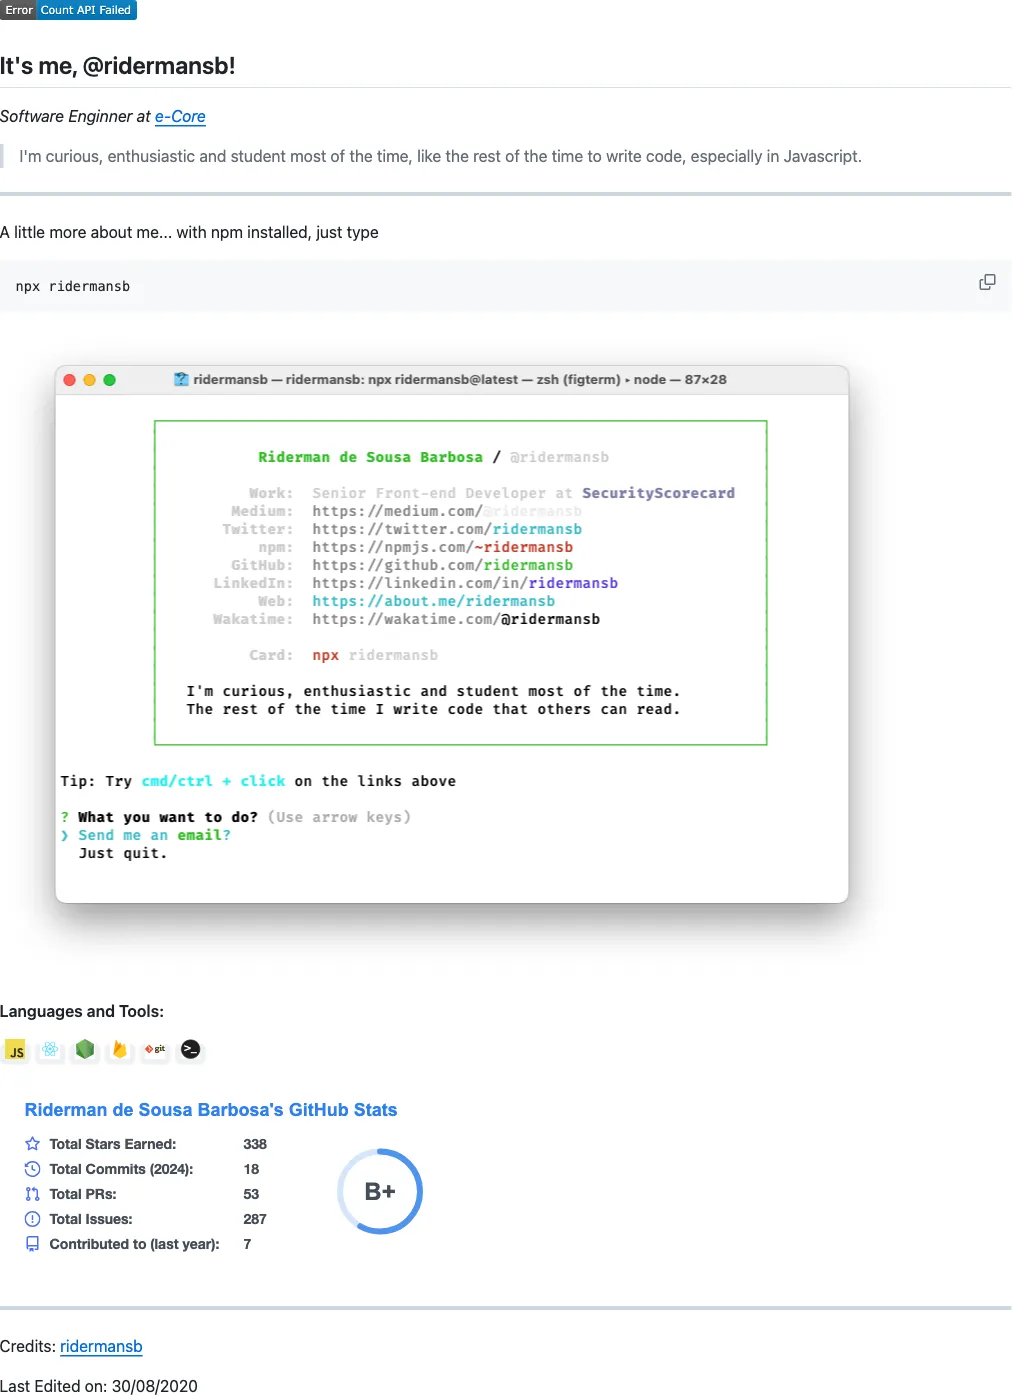 Error Count API Failed
It's me, @ridermansb!
Software Enginner at e-Core
I'm curious, enthusiastic and student most of the time, like the rest of the time to write code, especially in Javascript.
A little more about me... with npm installed, just type
npx ridermansb
ridermansb — ridermansb: npx ridermansb@latest — zsh (figterm) ▸ node — 87×28
Riderman de Sousa Barbosa / @ridermansb
Work: Senior Front-end Developer at SecurityScorecard
Medium: https://medium.com/@ridermansb
Twitter: https://twitter.com/ridermansb
npm: https://npmjs.com/~ridermansb
GitHub: https://github.com/ridermansb
LinkedIn: https://linkedin.com/in/ridermansb
Web: https://about.me/ridermansb
Wakatime: https://wakatime.com/@ridermansb
Card: npx ridermansb
I'm curious, enthusiastic and student most of the time.
The rest of the time I write code that others can read.
Tip: Try cmd/ctrl + click on the links above
? What you want to do? (Use arrow keys)
❯ Send me an email?
Just quit.
Languages and Tools:
JS git >_
Riderman de Sousa Barbosa's GitHub Stats
Total Stars Earned: 338
Total Commits (2024): 18
Total PRs: 53
Total Issues: 287
Contributed to (last year): 7
B+
Credits: ridermansb
Last Edited on: 30/08/2020